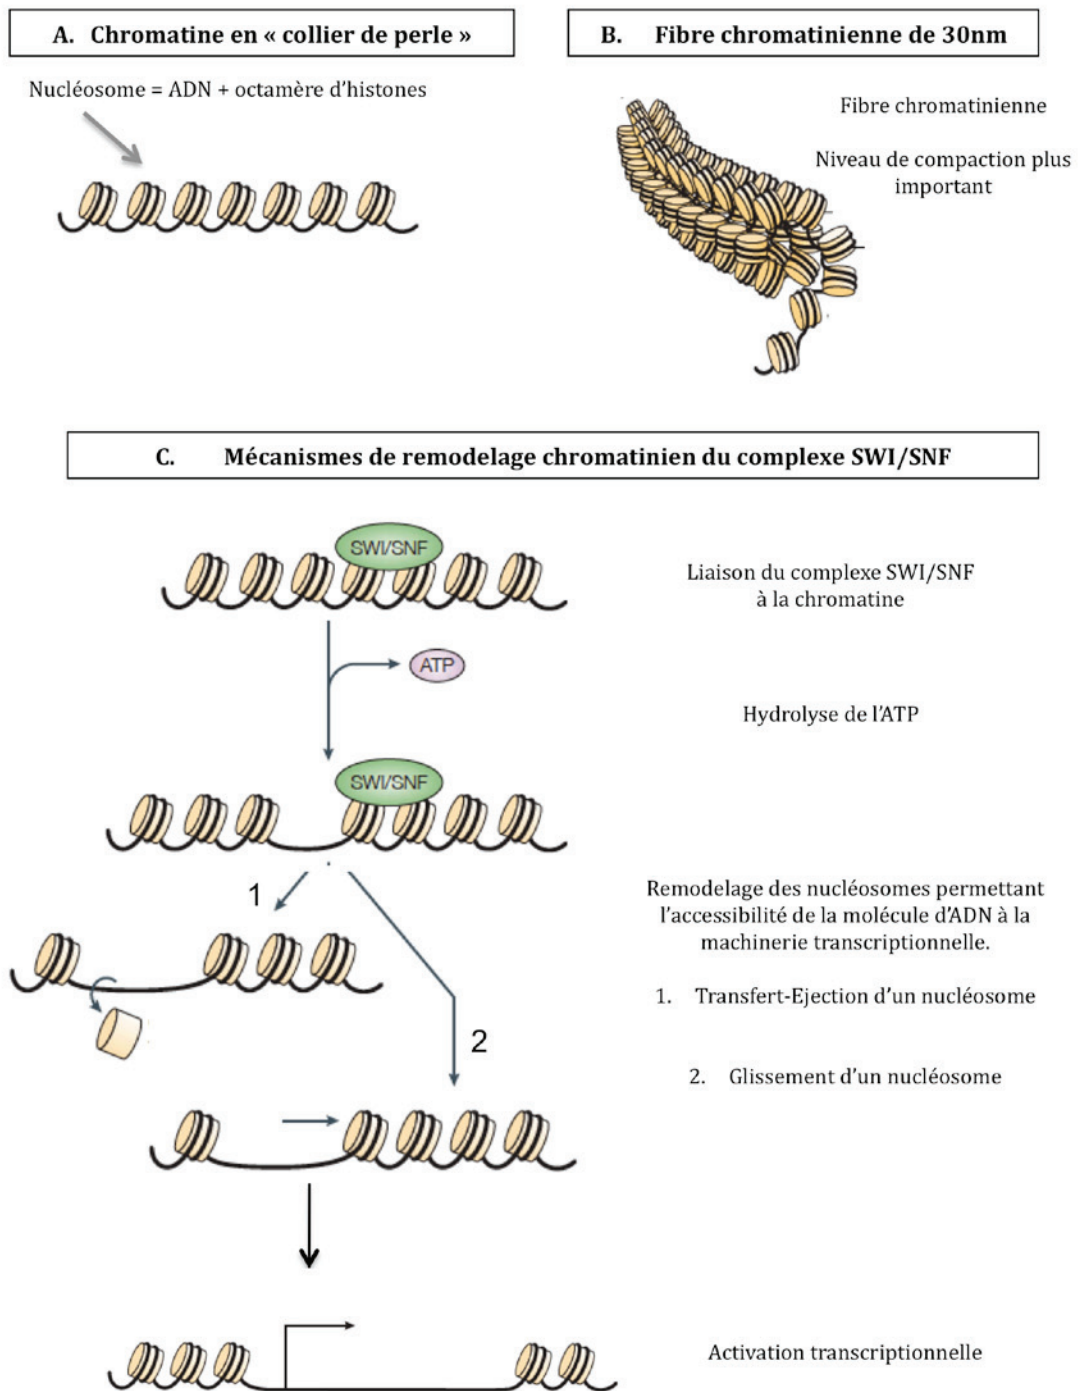 A. Chromatine en « collier de perle »
Nucléosome = ADN + octamère d'histones
B. Fibre chromatinienne de 30nm
Fibre chromatinienne
Niveau de compaction plus
important
C. Mécanismes de remodelage chromatinien du complexe SWI/SNF
SWI/SNF
Liaison du complexe SWI/SNF
à la chromatine
ATP
Hydrolyse de l'ATP
SWI/SNF
1
2
Remodelage des nucléosomes permettant
l'accessibilité de la molécule d'ADN à la
machinerie transcriptionnelle.
1. Transfert-Ejection d'un nucléosome
2. Glissement d'un nucléosome
Activation transcriptionnelle